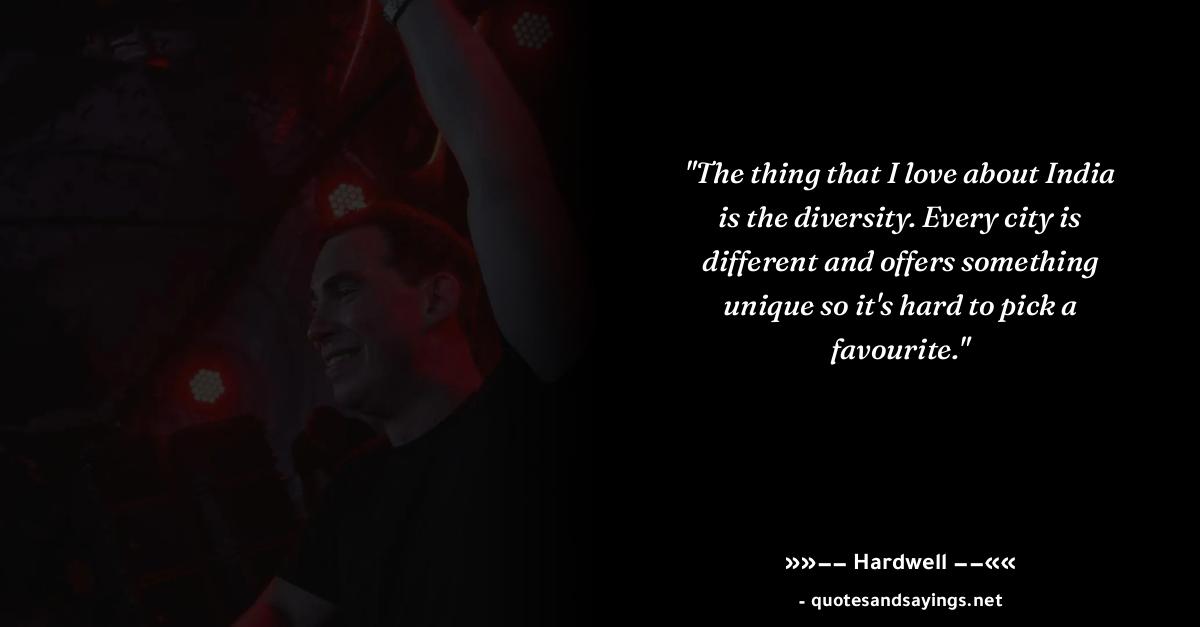 "The thing that I love about India
is the diversity. Every city is
different and offers something
unique so it's hard to pick a
favourite."
»»–– Hardwell ––««
- quotesandsayings.net